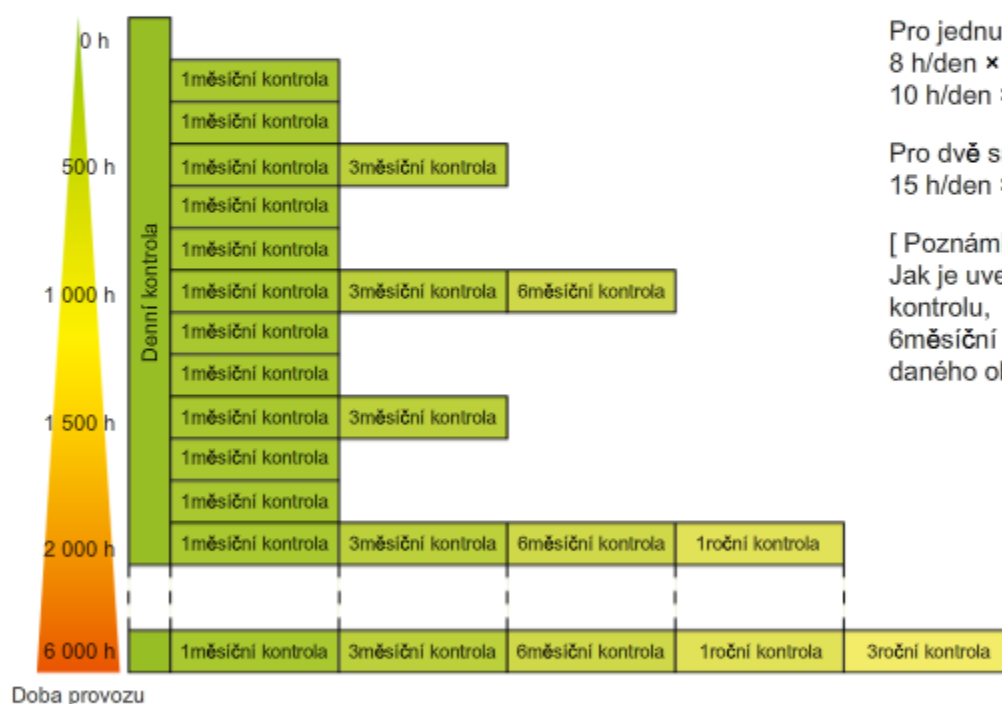 0 h
Denní kontrola
1měsíční kontrola
1měsíční kontrola
500 h
1měsíční kontrola 3měsíční kontrola
1měsíční kontrola
1měsíční kontrola
1 000 h
1měsíční kontrola 3měsíční kontrola 6měsíční kontrola
1měsíční kontrola
1měsíční kontrola
1 500 h
1měsíční kontrola 3měsíční kontrola
1měsíční kontrola
1měsíční kontrola
2 000 h
1měsíční kontrola 3měsíční kontrola 6měsíční kontrola 1roční kontrola
6 000 h
1měsíční kontrola 3měsíční kontrola 6měsíční kontrola 1roční kontrola 3roční kontrola
Doba provozu
Pro jednu
8 h/den ×
10 h/den
Pro dvě
15 h/den
[
Jak je
kontrolu,
6měsíční
daného